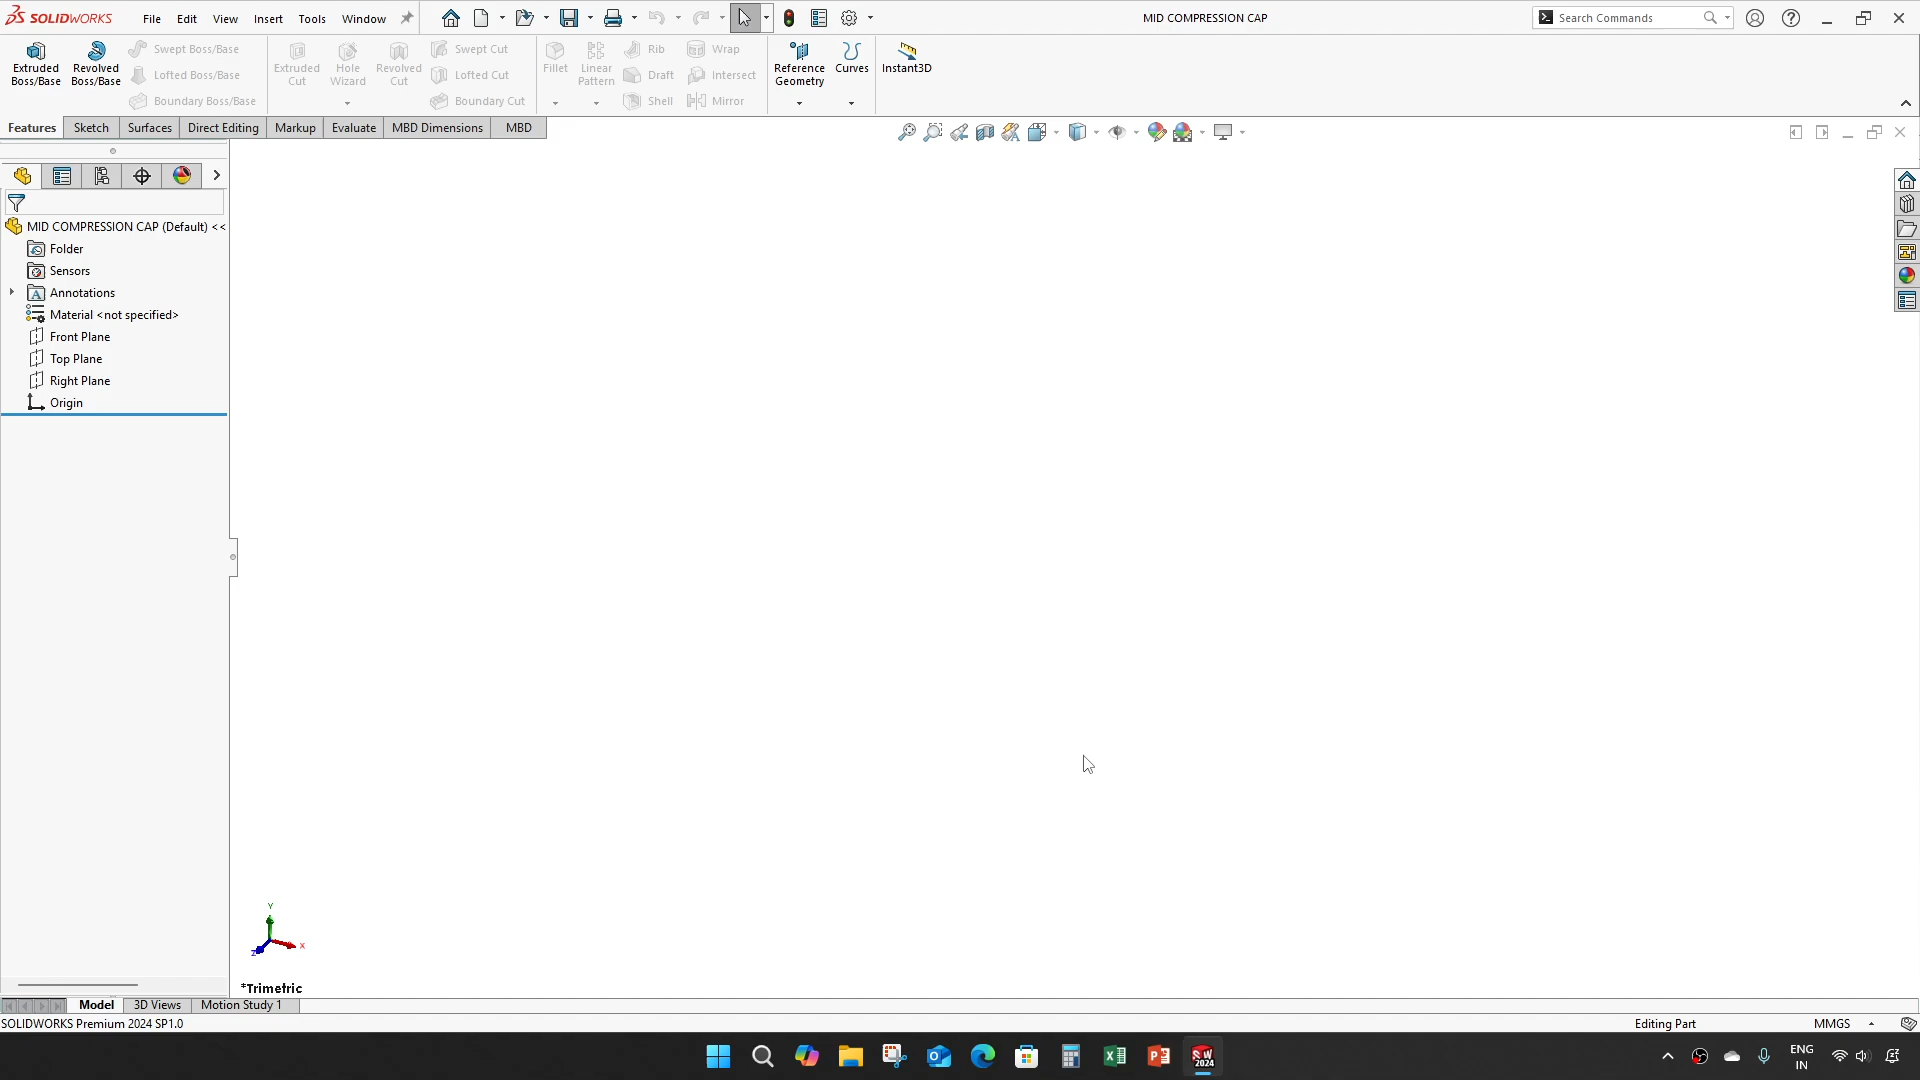 SOLIDWORKS File Edit View Insert Tools Window MID COMPRESSION CAP Search Commands
Extruded Boss/Base
Revolved Boss/Base
Swept Boss/Base
Lofted Boss/Base
Boundary Boss/Base
Extruded Cut
Hole Wizard
Revolved Cut
Swept Cut
Lofted Cut
Boundary Cut
Fillet
Linear Pattern
Rib
Draft
Shell
Wrap
Intersect
Mirror
Reference Geometry
Curves
Instant3D
Features Sketch Surfaces Direct Editing Markup Evaluate MBD Dimensions MBD
MID COMPRESSION CAP (Default) <<
Folder
Sensors
A Annotations
Material <not specified>
Front Plane
Top Plane
Right Plane
Origin
Y
X
Z
*Trimetric
Model 3D Views Motion Study 1
SOLIDWORKS Premium 2024 SP1.0 Editing Part MMGS
SW 2024
ENG
IN